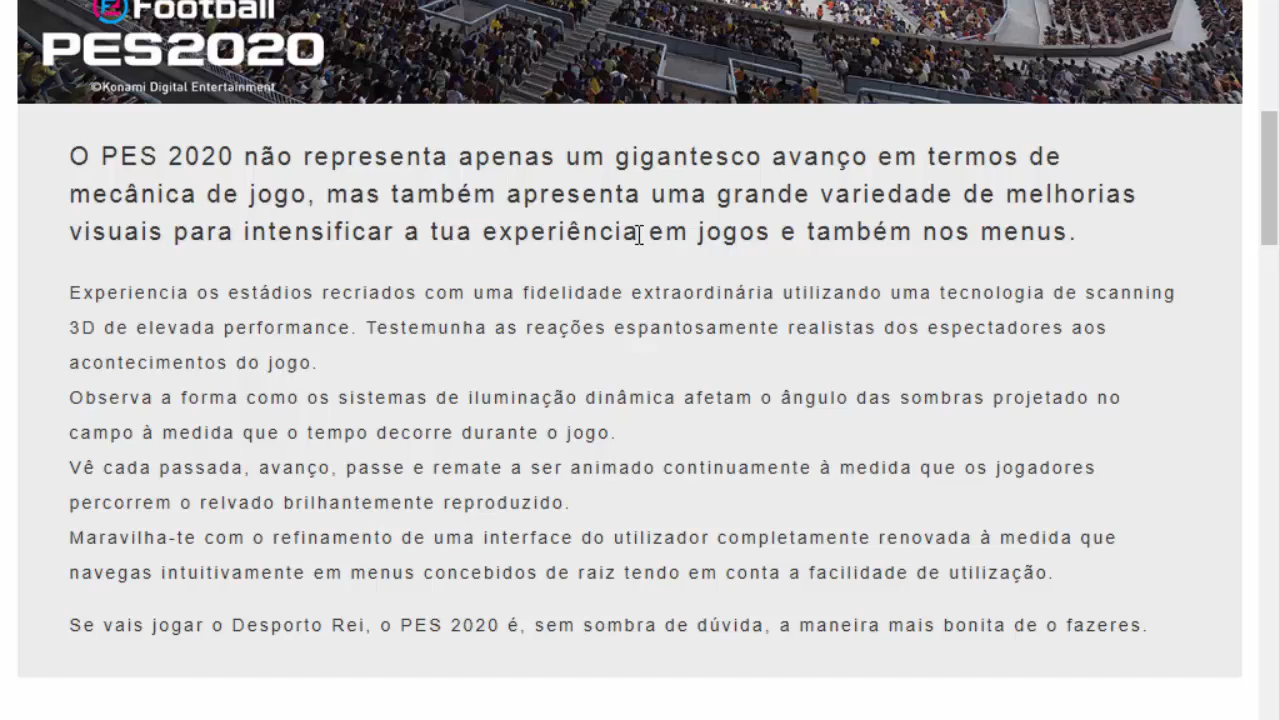 Football
PES2020
©Konami Digital Entertainment
O PES 2020 não representa apenas um gigantesco avanço em termos de
mecânica de jogo, mas também apresenta uma grande variedade de melhorias
visuais para intensificar a tua experiência em jogos e também nos menus.
Experiencia os estádios recriados com uma fidelidade extraordinária utilizando uma tecnologia de scanning
3D de elevada performance. Testemunha as reações espantosamente realistas dos espectadores aos
acontecimentos do jogo.
Observa a forma como os sistemas de iluminação dinâmica afetam o ângulo das sombras projetado no
campo à medida que o tempo decorre durante o jogo.
Vê cada passada, avanço, passe e remate a ser animado continuamente à medida que os jogadores
percorrem o relvado brilhantemente reproduzido.
Maravilha-te com o refinamento de uma interface do utilizador completamente renovada à medida que
navegas intuitivamente em menus concebidos de raiz tendo em conta a facilidade de utilização.
Se vais jogar o Desporto Rei, o PES 2020 é, sem sombra de dúvida, a maneira mais bonita de o fazeres.